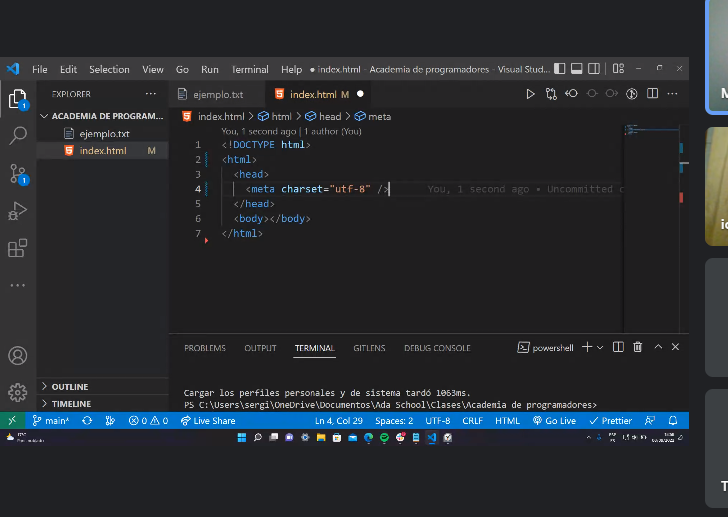 File Edit Selection View Go Run Terminal Help ● index.html - Academia de programadores - Visual Stud...
EXPLORER ...
ejemplo.txt
index.html M ●
ACADEMIA DE PROGRAM...
ejemplo.txt
index.html M
index.html > html > head > meta
You, 1 second ago | 1 author (You)
1 <!DOCTYPE html>
2 <html>
3 <head>
4 <meta charset="utf-8" /> You, 1 second ago • Uncommitted c
5 </head>
6 <body></body>
7 </html>
1
1
PROBLEMS OUTPUT TERMINAL GITLENS DEBUG CONSOLE
powershell
Cargar los perfiles personales y de sistema tardó 1063ms.
PS C:\Users\sergi\OneDrive\Documentos\Ada School\Clases\Academia de programadores>
OUTLINE
TIMELINE
main* 0 0 Live Share Ln 4, Col 29 Spaces: 2 UTF-8 CRLF HTML Go Live Prettier
M
io
T